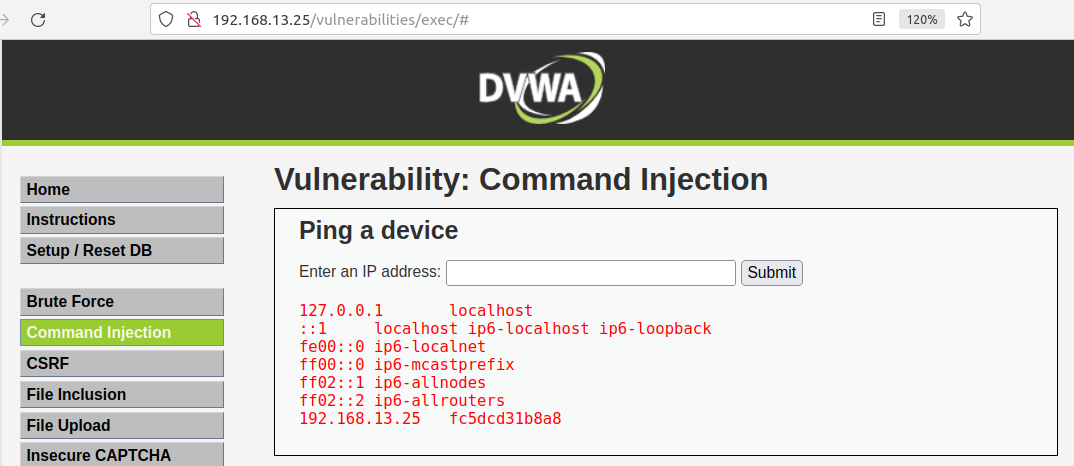 192.168.13.25/vulnerabilities/exec/#
120%
DVWA
Home
Instructions
Setup / Reset DB
Brute Force
Command Injection
CSRF
File Inclusion
File Upload
Insecure CAPTCHA
Vulnerability: Command Injection
Ping a device
Enter an IP address:
Submit
127.0.0.1 localhost
::1 localhost ip6-localhost ip6-loopback
fe00::0 ip6-localnet
ff00::0 ip6-mcastprefix
ff02::1 ip6-allnodes
ff02::2 ip6-allrouters
192.168.13.25 fc5dcd31b8a8